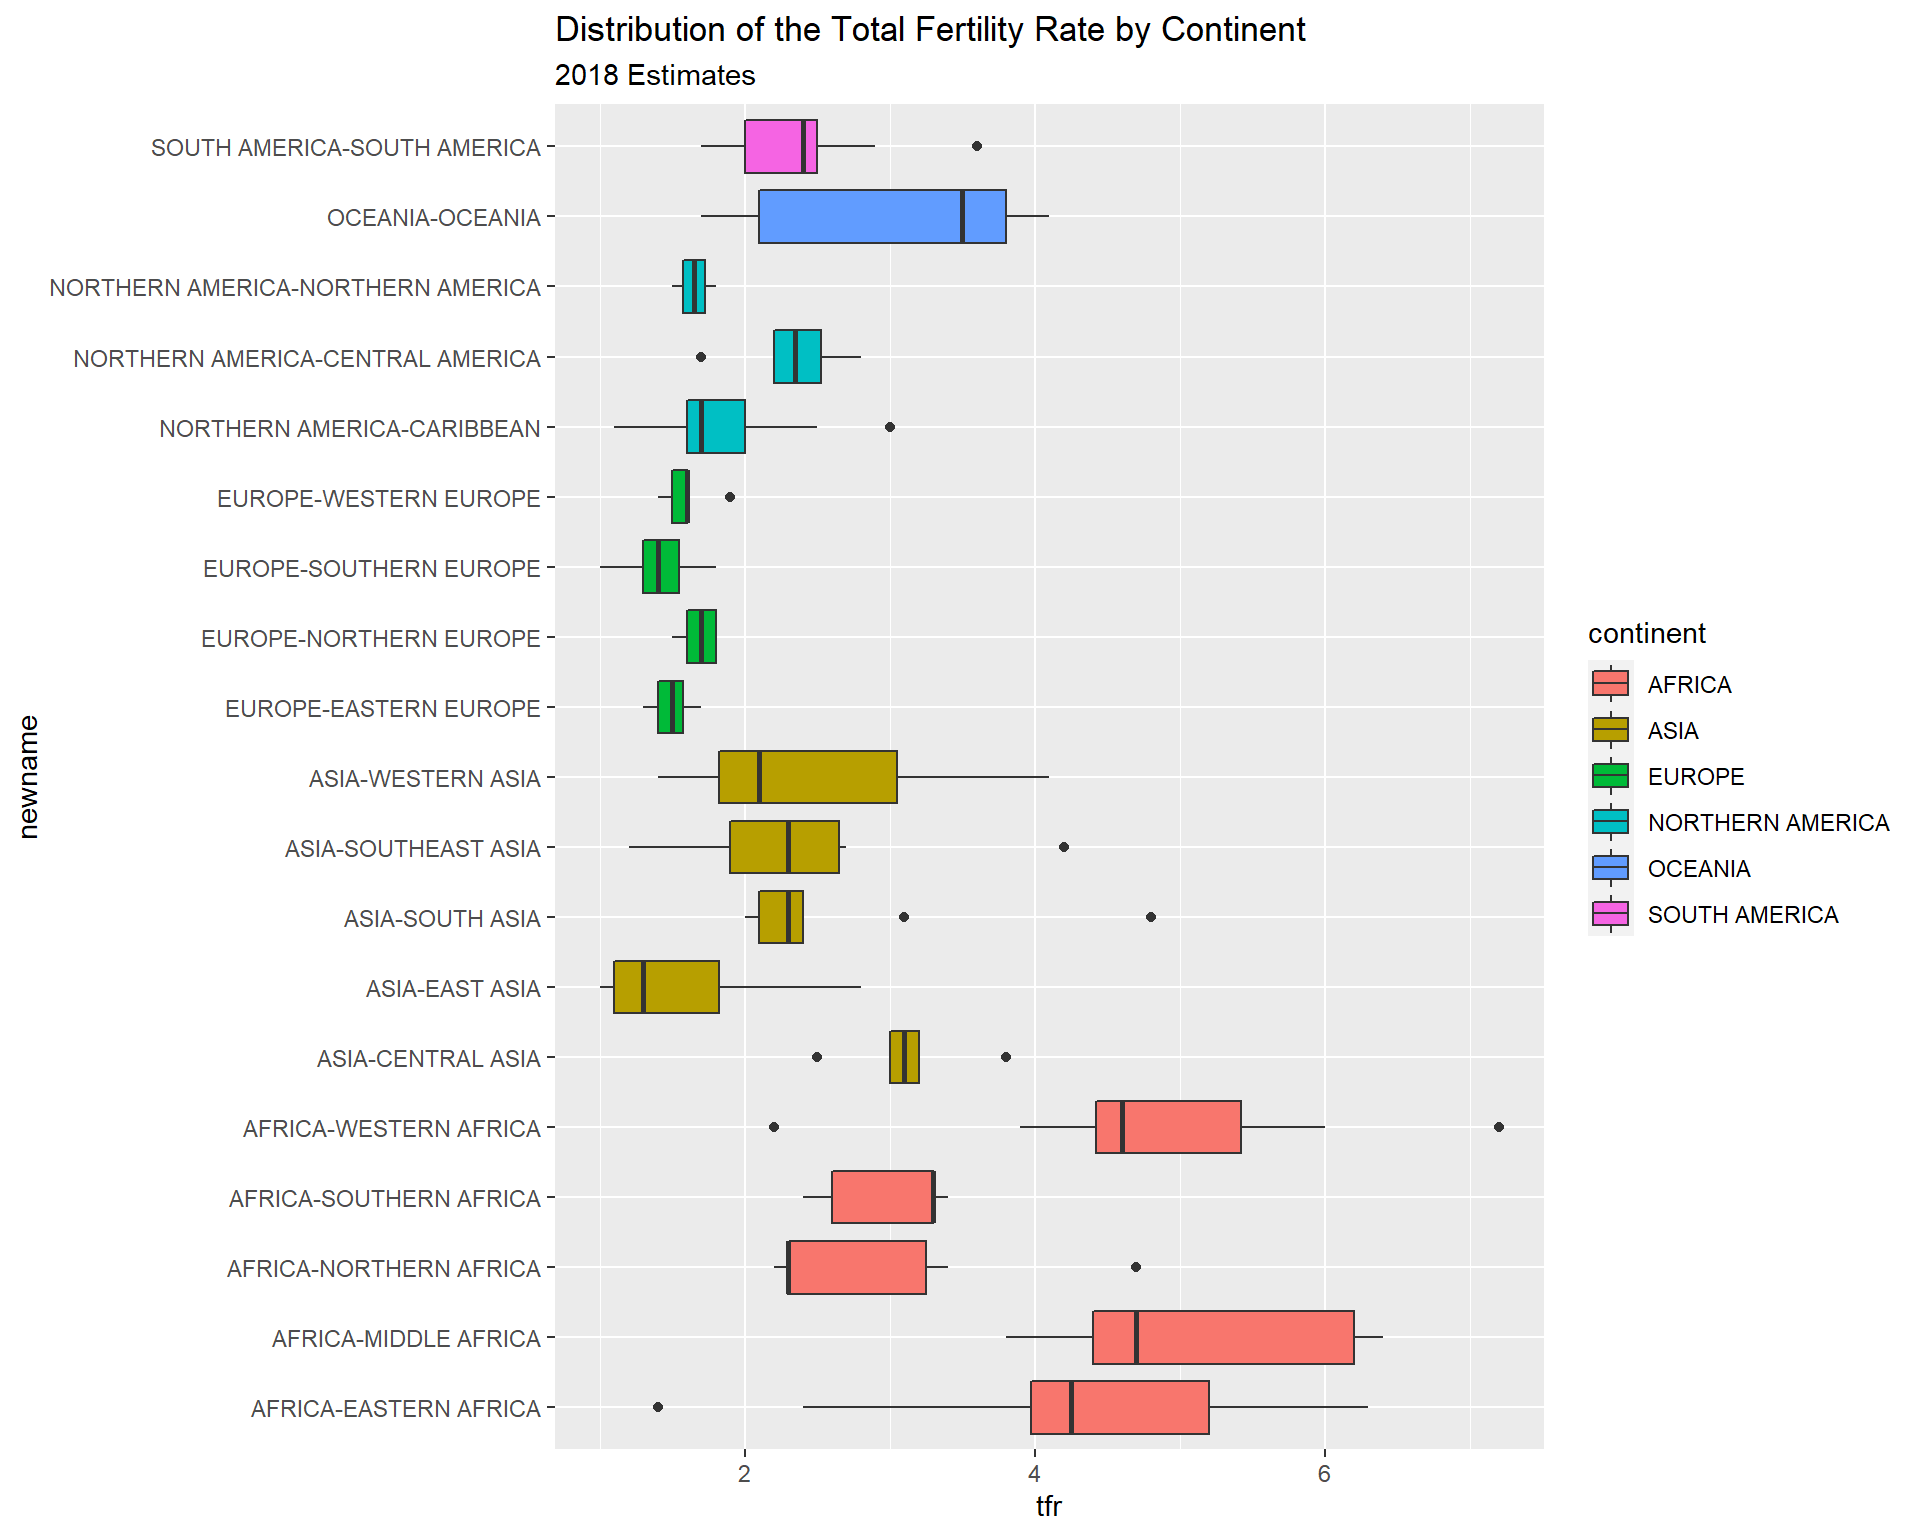 Distribution of the Total Fertility Rate by Continent
2018 Estimates
SOUTH AMERICA-SOUTH AMERICA
OCEANIA-OCEANIA
NORTHERN AMERICA-NORTHERN AMERICA
NORTHERN AMERICA-CENTRAL AMERICA
NORTHERN AMERICA-CARIBBEAN
EUROPE-WESTERN EUROPE
EUROPE-SOUTHERN EUROPE
EUROPE-NORTHERN EUROPE
EUROPE-EASTERN EUROPE
ASIA-WESTERN ASIA
ASIA-SOUTHEAST ASIA
ASIA-SOUTH ASIA
ASIA-EAST ASIA
ASIA-CENTRAL ASIA
AFRICA-WESTERN AFRICA
AFRICA-SOUTHERN AFRICA
AFRICA-NORTHERN AFRICA
AFRICA-MIDDLE AFRICA
AFRICA-EASTERN AFRICA
newname
2 4 6
tfr
continent
AFRICA
ASIA
EUROPE
NORTHERN AMERICA
OCEANIA
SOUTH AMERICA